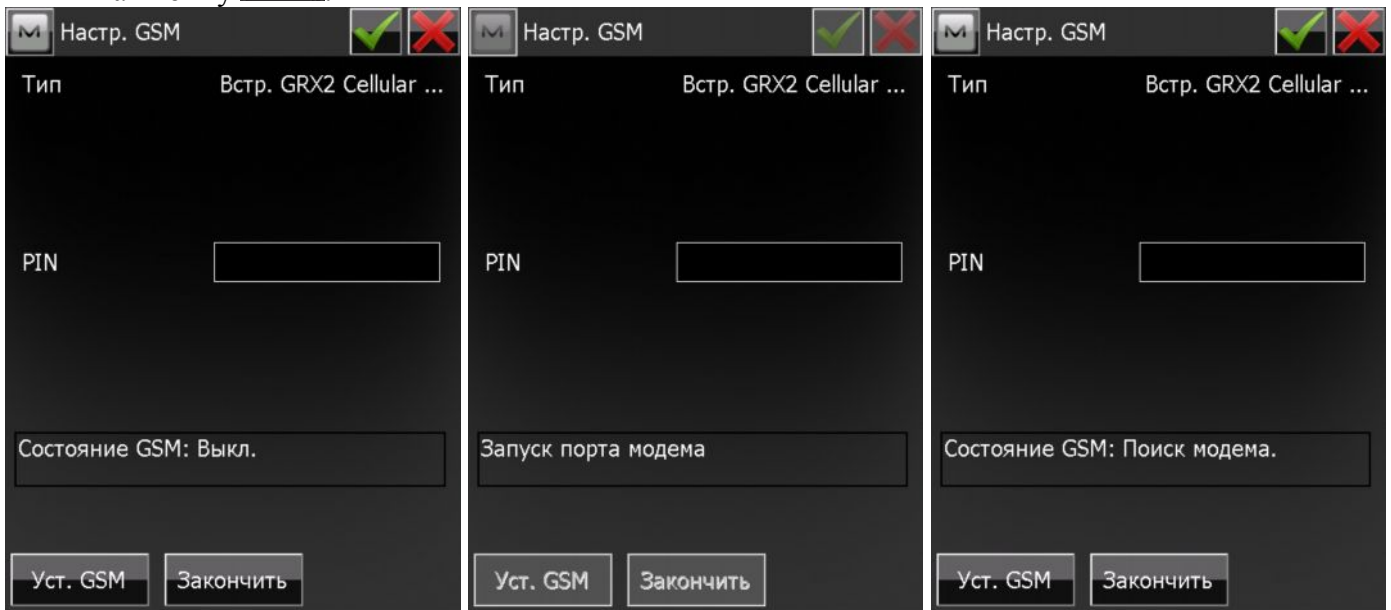 Настр. GSM
Тип Встр. GRX2 Cellular ...
PIN
Состояние GSM: Выкл.
Уст. GSM Закончить
Настр. GSM
Тип Встр. GRX2 Cellular ...
PIN
Запуск порта модема
Уст. GSM Закончить
Настр. GSM
Тип Встр. GRX2 Cellular ...
PIN
Состояние GSM: Поиск модема.
Уст. GSM Закончить